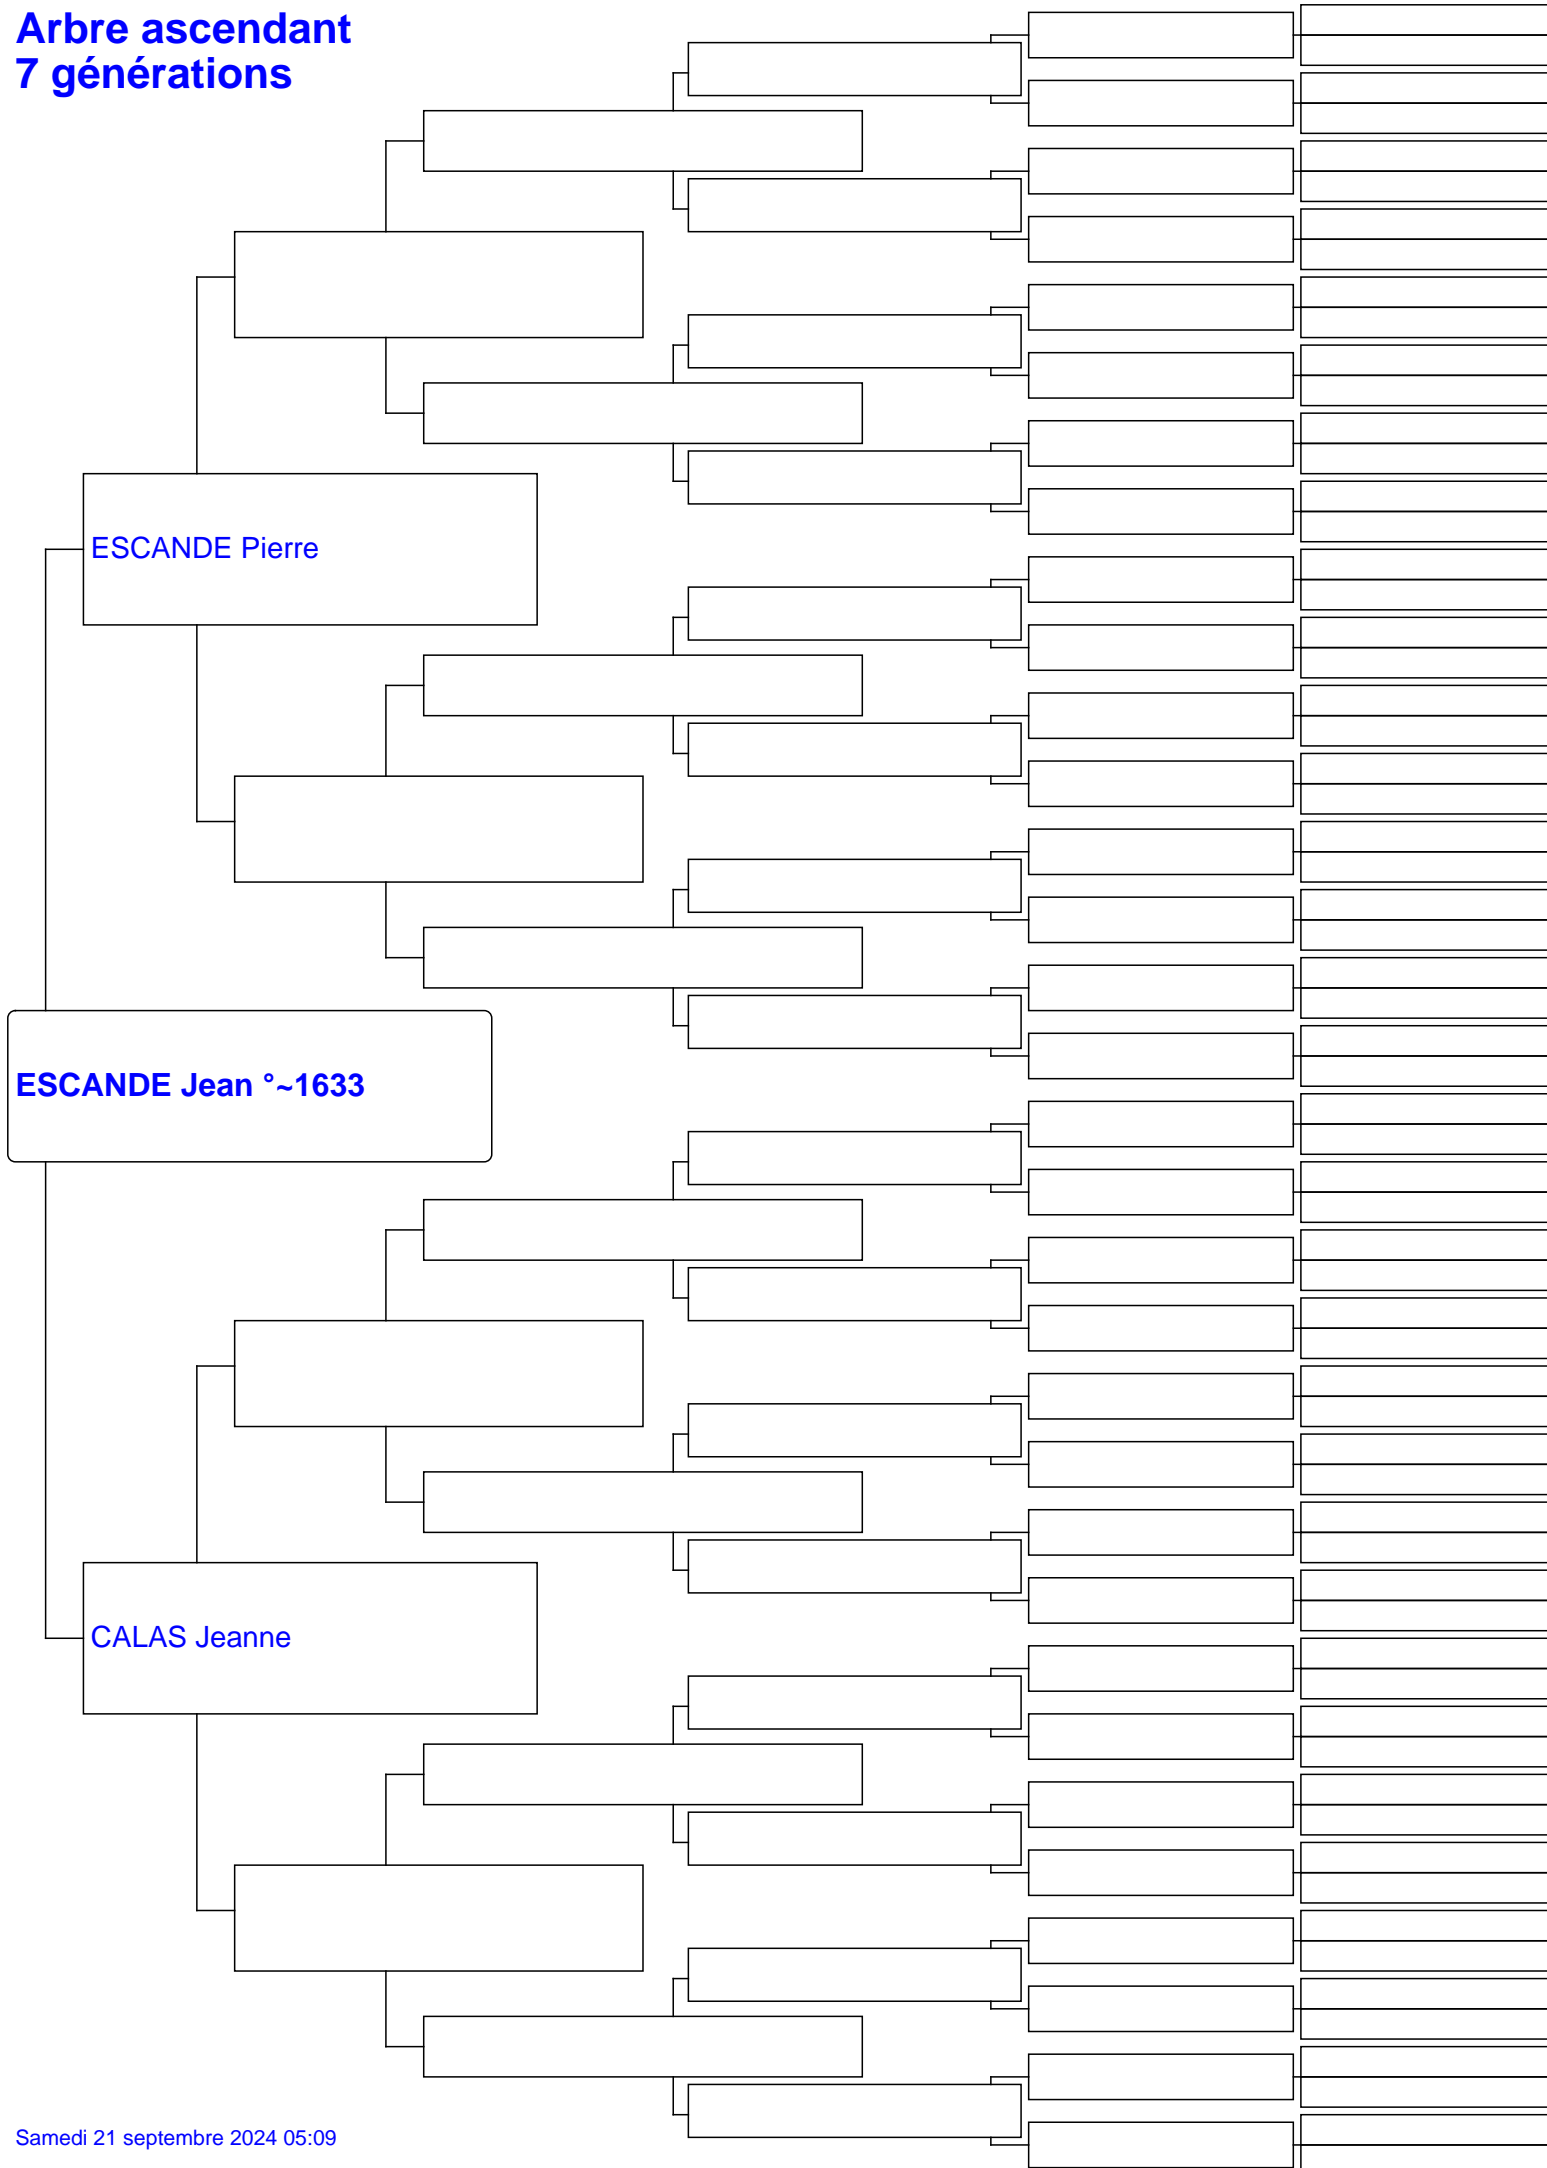 Arbre ascendant
7 générations
ESCANDE Pierre
ESCANDE Jean °~1633
CALAS Jeanne
Samedi 21 septembre 2024 05:09